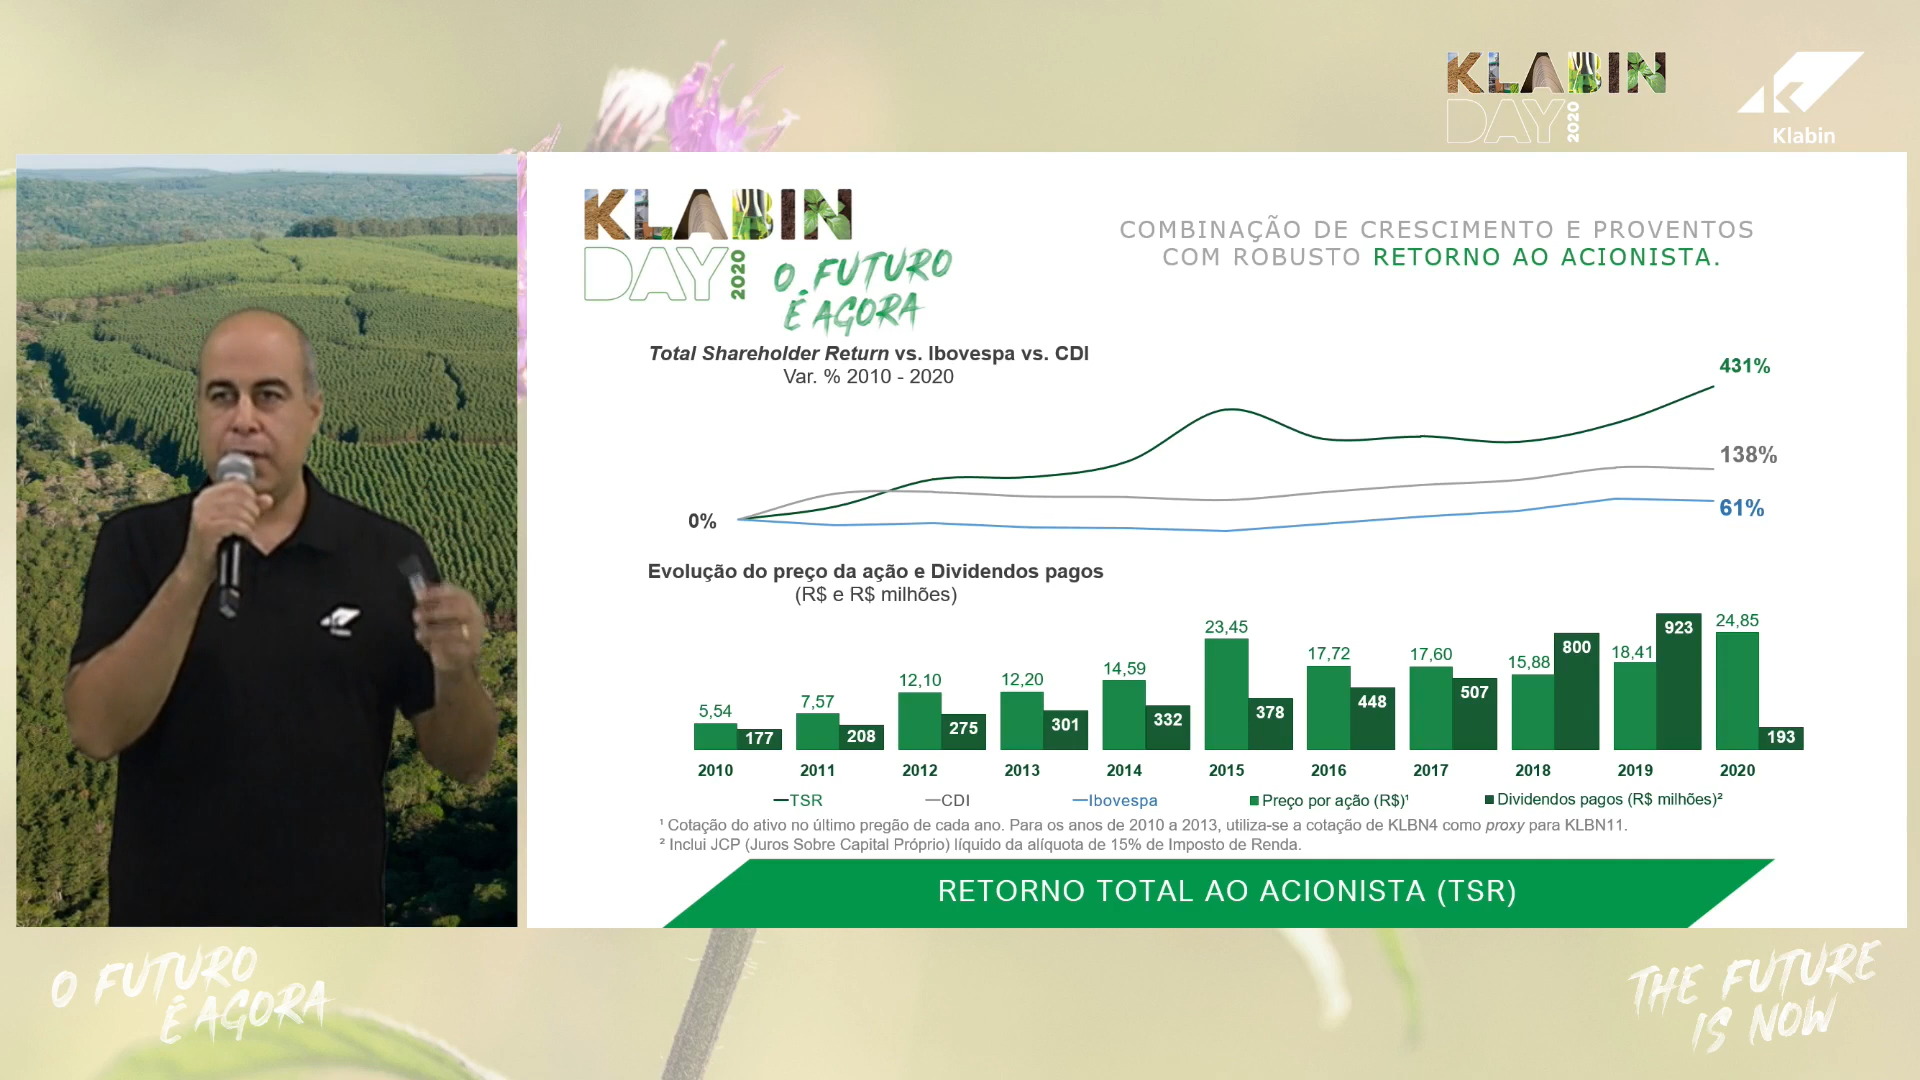 KLABIN
DAY 2020
Klabin
KLABIN
DAY 2020
O FUTURO
É AGORA
COMBINAÇÃO DE CRESCIMENTO E PROVENTOS
COM ROBUSTO RETORNO AO ACIONISTA.
Total Shareholder Return vs. Ibovespa vs. CDI
Var. % 2010 - 2020
431%
138%
61%
0%
Evolução do preço da ação e Dividendos pagos
(R$ e R$ milhões)
5,54 7,57 12,10 12,20 14,59 23,45 17,72 17,60 15,88 18,41 24,85
177 208 275 301 332 378 448 507 800 923 193
2010 2011 2012 2013 2014 2015 2016 2017 2018 2019 2020
TSR CDI Ibovespa Preço por ação (R$)¹ Dividendos pagos (R$ milhões)²
¹ Cotação do ativo no último pregão de cada ano. Para os anos de 2010 a 2013, utiliza-se a cotação de KLBN4 como proxy para KLBN11.
² Inclui JCP (Juros Sobre Capital Próprio) líquido da alíquota de 15% de Imposto de Renda.
RETORNO TOTAL AO ACIONISTA (TSR)
O FUTURO
É AGORA
THE FUTURE
IS NOW